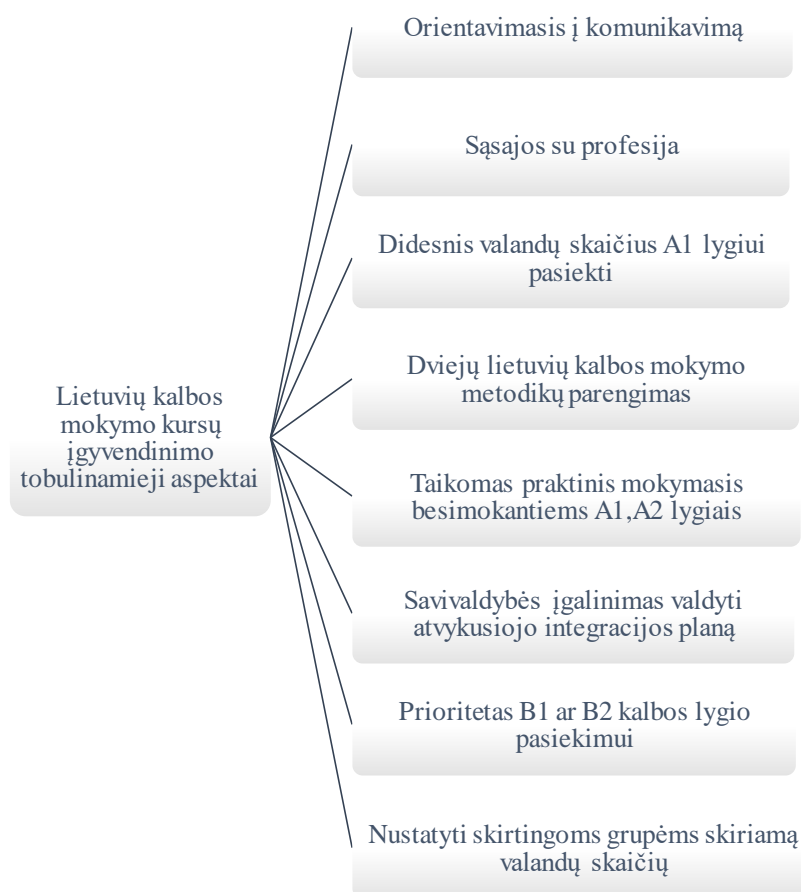 Orientavimasis į komunikavimą
Sąsajos su profesija
Didesnis valandų skaičius A1 lygiui
pasiekti
Dviejų lietuvių kalbos mokymo
metodikų parengimas
Lietuvių kalbos
mokymo kursų
įgyvendinimo
tobulinamieji aspektai
Taikomas praktinis mokymasis
besimokantiems A1,A2 lygiais
Savivaldybės įgalinimas valdyti
atvykusiojo integracijos planą
Prioritetas B1 ar B2 kalbos lygio
pasiekimui
Nustatyti skirtingoms grupėms skiriamą
valandų skaičių